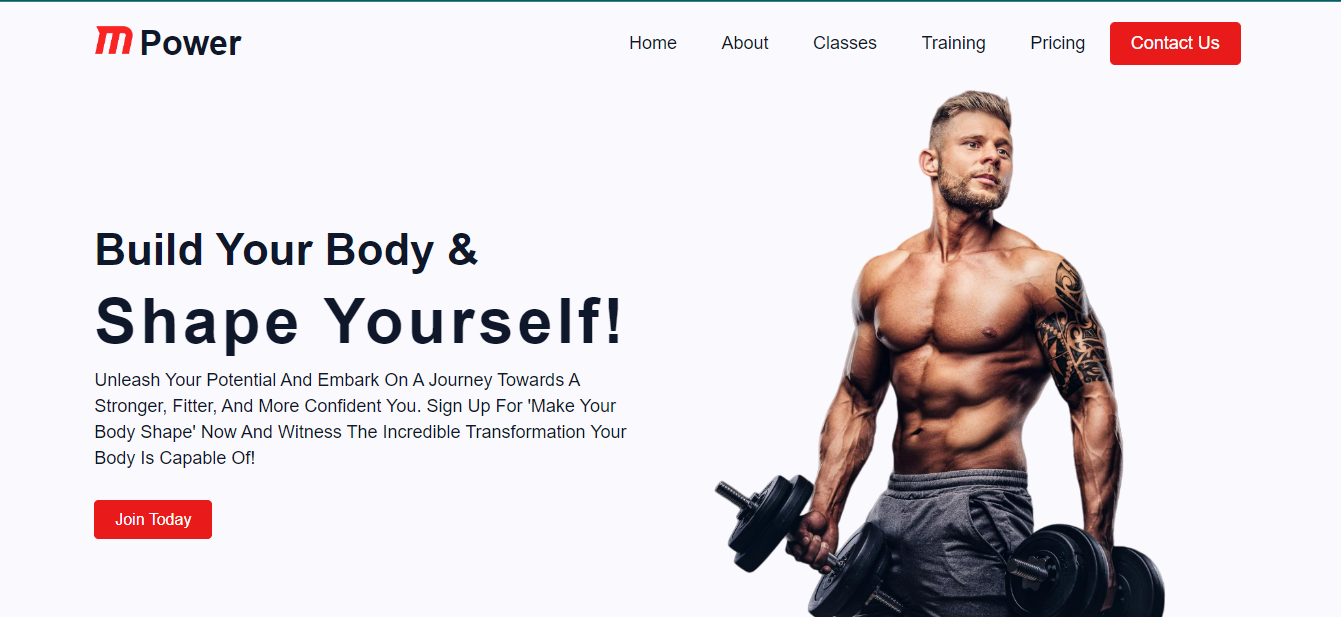 m Power
Home About Classes Training Pricing Contact Us
Build Your Body &
Shape Yourself!
Unleash Your Potential And Embark On A Journey Towards A
Stronger, Fitter, And More Confident You. Sign Up For 'Make Your
Body Shape' Now And Witness The Incredible Transformation Your
Body Is Capable Of!
Join Today